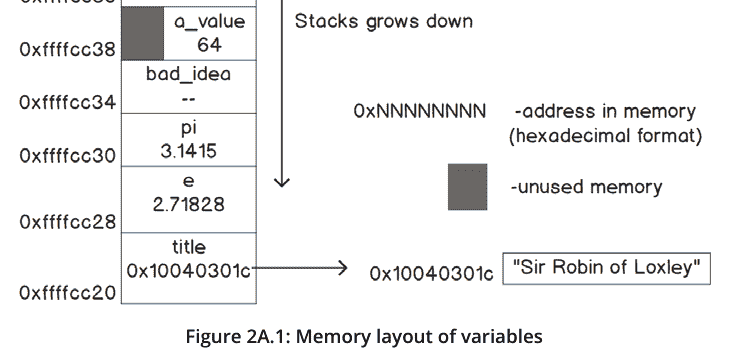 a_value
Stacks grows down
64
0xffffcc38
bad_idea
--
0xffffcc34
0xNNNNNNNN -address in memory
(hexadecimal format)
pi
3.1415
0xffffcc30
e
-unused memory
2.71828
0xffffcc28
title
0x10040301c
0x10040301c "Sir Robin of Loxley"
0xffffcc20
Figure 2A.1: Memory layout of variables